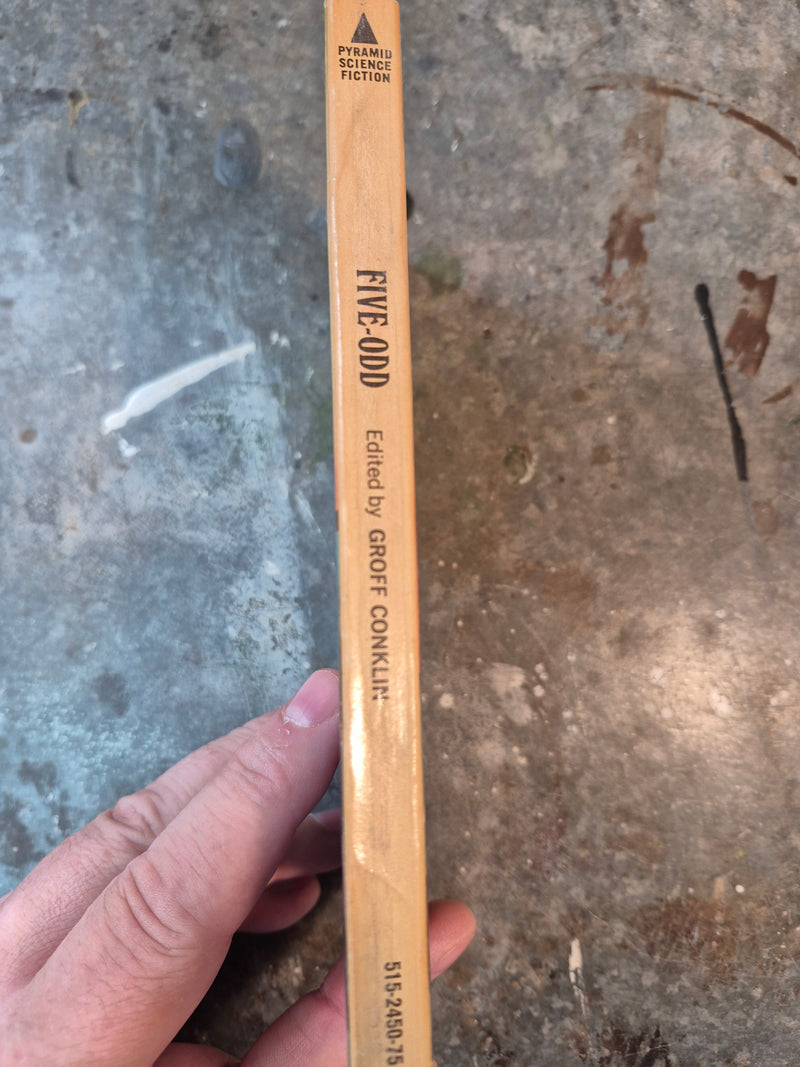 PYRAMID
SCIENCE
FICTION
FIVE-ODD
Edited by GROFF CONKLIN
515-2450-75